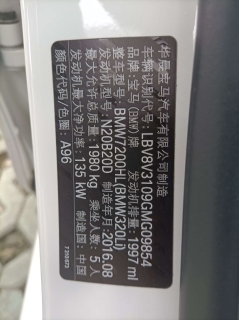 华晨宝马汽车有限公司制造
车辆识别代号: LBV8V3109GMG09854
品牌: 宝马(BMW)牌 发动机排量: 1997 ml
整车型号: BMW7200HL(BMW320Li)
发动机型号: N20B20D 制造年月: 2016.08
最大允许总质量: 1980 kg 乘坐人数: 5 人
发动机最大净功率: 135 kW 制造国: 中国
颜色代码/色圈: A96